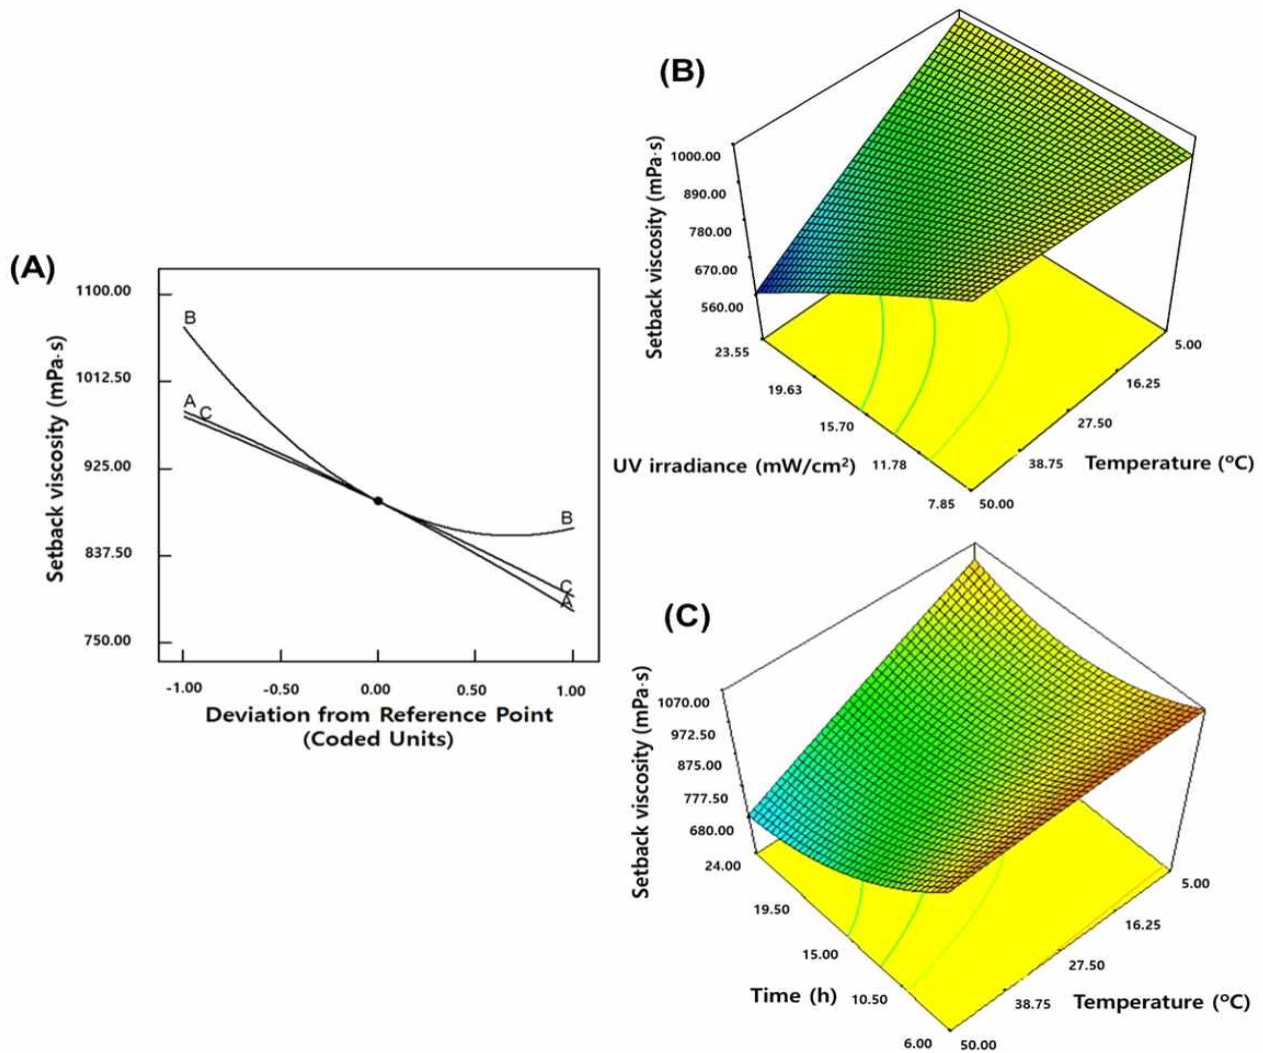 (A)
Setback viscosity (mPa·s)
1100.00
1012.50
925.00
837.50
750.00
B
A
C
B
C
A
-1.00
-0.50
0.00
0.50
1.00
Deviation from Reference Point
(Coded Units)
(B)
Setback viscosity (mPa·s)
1000.00
890.00
780.00
670.00
560.00
23.55
19.63
15.70
11.78
7.85
UV irradiance (mW/cm²)
5.00
16.25
27.50
38.75
50.00
Temperature (ºC)
(C)
Setback viscosity (mPa·s)
1070.00
972.50
875.00
777.50
680.00
24.00
19.50
15.00
10.50
6.00
Time (h)
5.00
16.25
27.50
38.75
50.00
Temperature (ºC)